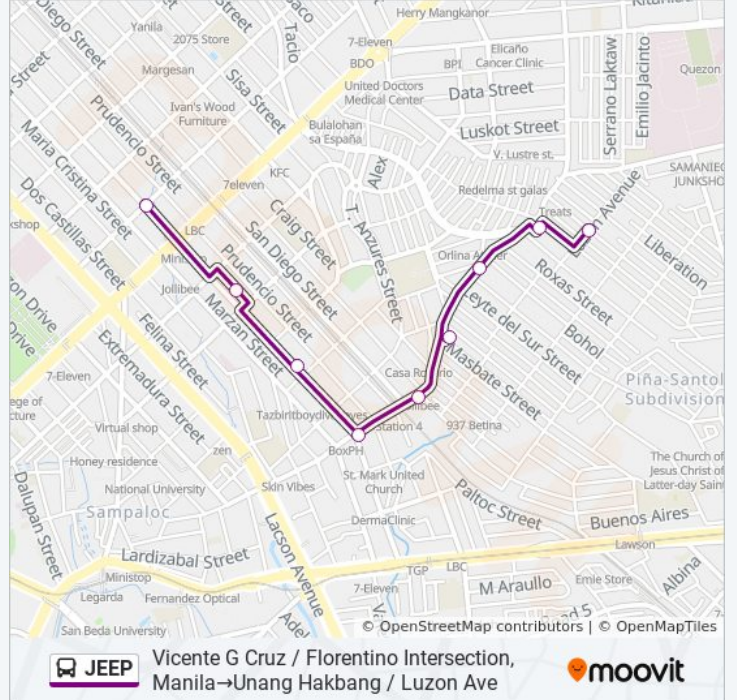 Diego Street
Yanila
2075 Store
Tacio
Herry Mangkanor
7-Eleven
BDO
Elicaño
Cancer Clinic
BPI
Street
Margesan
Sisa Street
United Doctors
Medical Center
Data Street
Serrano Laktaw
Emilio Jacinto
Quezon
Prudencio Street
Ivan's Wood
Furniture
Bulalohan
sa España
Luskot Street
Maria Cristina Street
V. Lustre st.
KFC
7eleven
Alex
SAMANIEG
JUNKSHO
Redelma st galas
Dos Castillas Street
Craig Street
T. Anzures Street
Treats
Avenue
LBC
San Diego Street
Liberation
Prudencio Street
Jollibee
Roxas Street
Marzan Street
Leyte del Sur Street
Drive
Felina Street
Bohol
Extremadura Street
Masbate Street
7-Eleven
Piña-Santol
Subdivision
Station 4
937 Betina
Virtual shop
BoxPH
zen
Honey residence
St. Mark United
Church
The Church of
Jesus Christ of
Latter-day Sain
National University
Skin Vibes
Dalupan Street
Sampaloc
Paltoc Street
DermaClinic
Buenos Aires
Lacson Avenue
Lawson
Lardizabal Street
TGP
LBC
Albina
Ministop
Legarda
Fernandez Optical
7-Eleven
M Araullo
Ernie Store
San Beda University
© OpenStreetMap contributors | © OpenMapTiles
JEEP
Vicente G Cruz / Florentino Intersection,
Manila→Unang Hakbang / Luzon Ave
moovit